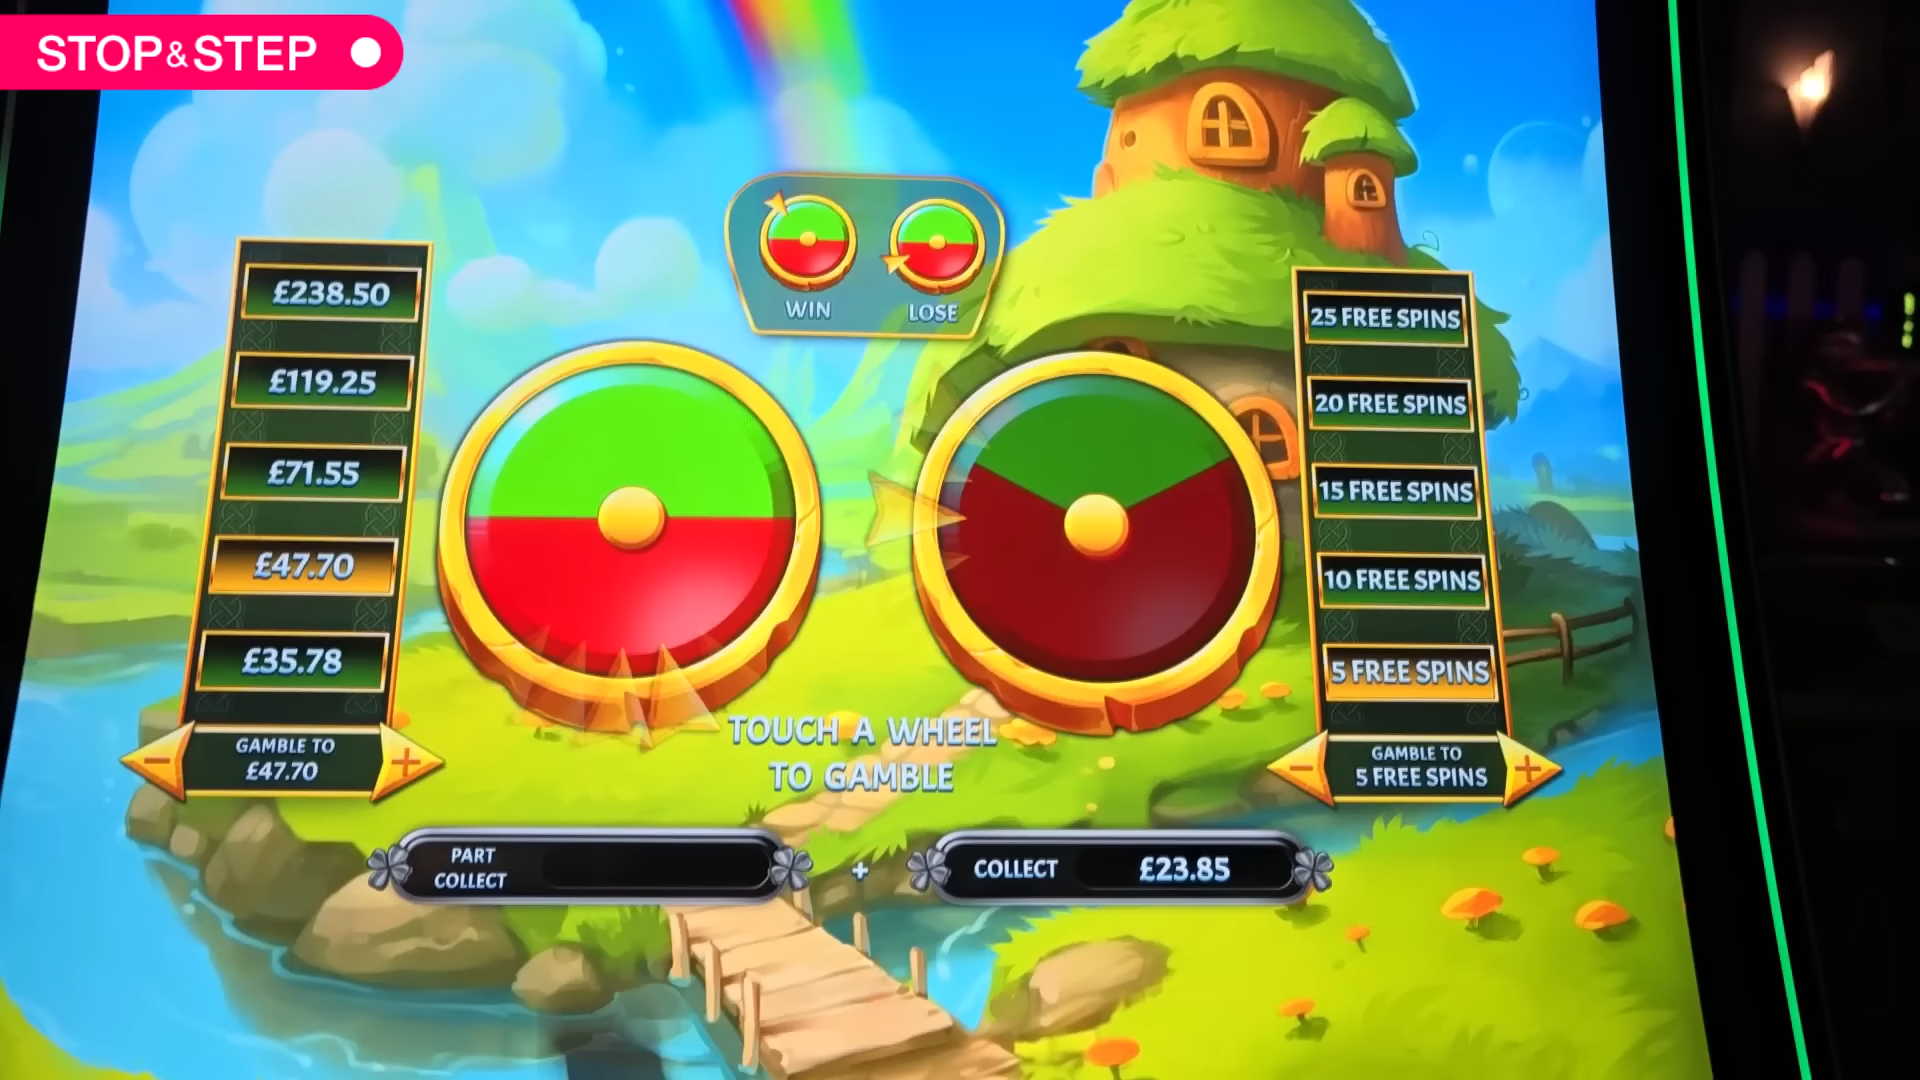 STOP&STEP
WIN
LOSE
£238.50
£119.25
£71.55
£47.70
£35.78
GAMBLE TO
£47.70
25 FREE SPINS
20 FREE SPINS
15 FREE SPINS
10 FREE SPINS
5 FREE SPINS
GAMBLE TO
5 FREE SPINS
TOUCH A WHEEL
TO GAMBLE
PART
COLLECT
+
COLLECT £23.85